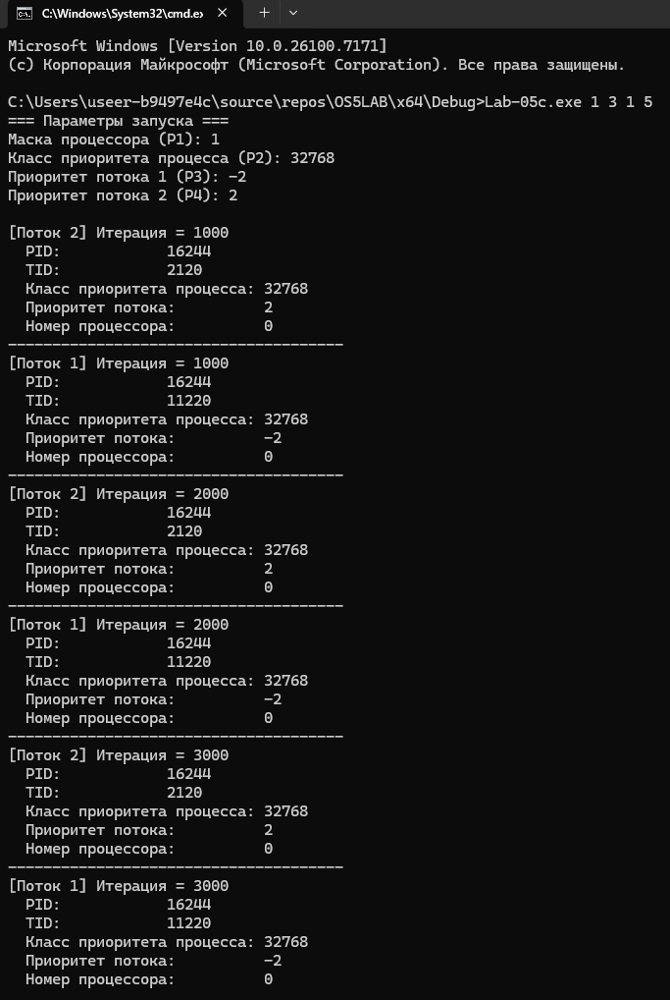 C:\Windows\System32\cmd.e
Microsoft Windows [Version 10.0.26100.7171]
(c) Корпорация Майкрософт (Microsoft Corporation). Все права защищены.
C:\Users\useer-b9497e4c\source\repos\OS5LAB\x64\Debug>Lab-05c.exe 1 3 1 5
=== Параметры запуска ===
Маска процессора (P1): 1
Класс приоритета процесса (P2): 32768
Приоритет потока 1 (P3): -2
Приоритет потока 2 (P4): 2
[Поток 2] Итерация = 1000
PID: 16244
TID: 2120
Класс приоритета процесса: 32768
Приоритет потока: 2
Номер процессора: 0
---------------------------------------
[Поток 1] Итерация = 1000
PID: 16244
TID: 11220
Класс приоритета процесса: 32768
Приоритет потока: -2
Номер процессора: 0
---------------------------------------
[Поток 2] Итерация = 2000
PID: 16244
TID: 2120
Класс приоритета процесса: 32768
Приоритет потока: 2
Номер процессора: 0
---------------------------------------
[Поток 1] Итерация = 2000
PID: 16244
TID: 11220
Класс приоритета процесса: 32768
Приоритет потока: -2
Номер процессора: 0
---------------------------------------
[Поток 2] Итерация = 3000
PID: 16244
TID: 2120
Класс приоритета процесса: 32768
Приоритет потока: 2
Номер процессора: 0
---------------------------------------
[Поток 1] Итерация = 3000
PID: 16244
TID: 11220
Класс приоритета процесса: 32768
Приоритет потока: -2
Номер процессора: 0